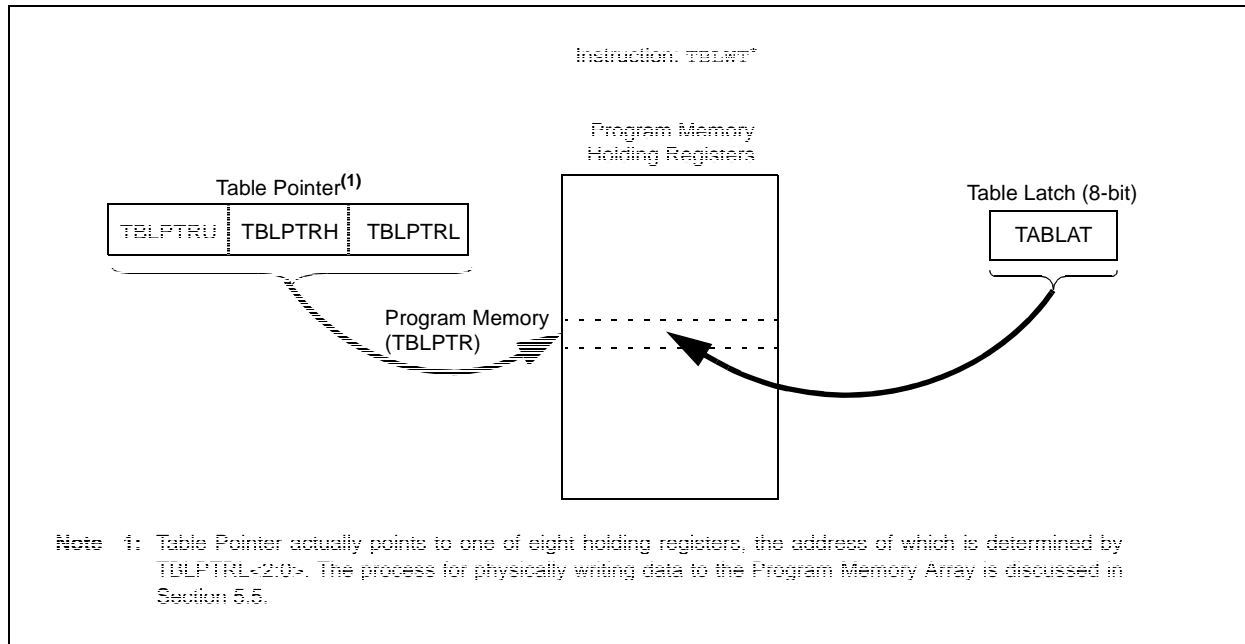 Instruction: TBLWT*
Program Memory
Holding Registers
Table Pointer(1)
Table Latch (8-bit)
TBLPTRU TBLPTRH TBLPTRL
TABLAT
Program Memory
(TBLPTR)
Note 1: Table Pointer actually points to one of eight holding registers, the address of which is determined by
TBLPTRL<2:0>. The process for physically writing data to the Program Memory Array is discussed in
Section 5.5.